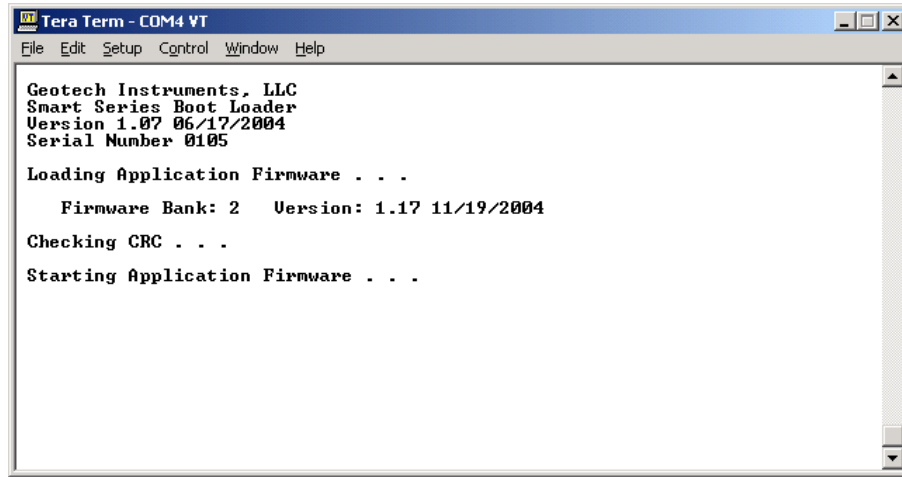 Tera Term - COM4 VT
File Edit Setup Control Window Help
Geotech Instruments, LLC
Smart Series Boot Loader
Version 1.07 06/17/2004
Serial Number 0105
Loading Application Firmware . . .
Firmware Bank: 2 Version: 1.17 11/19/2004
Checking CRC . . .
Starting Application Firmware . . .